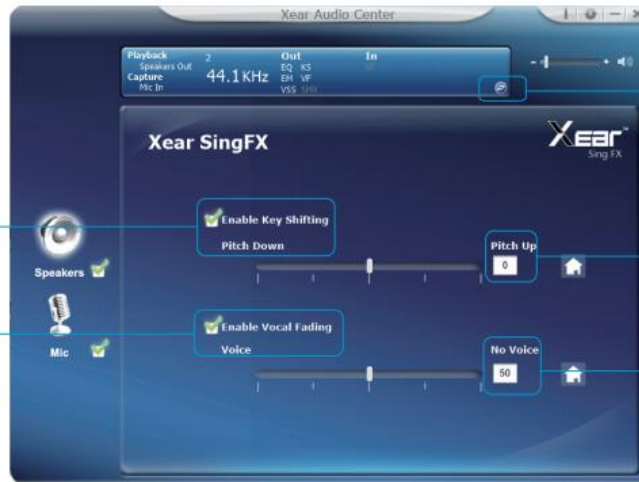 Xear Audio Center
Playback 2 Out In
Speakers Out EQ KS
Capture 44.1KHz EM VF
Mic In VSS
Xear SingFX
Xear™
Sing FX
Enable Key Shifting
Pitch Down Pitch Up
0
Speakers
Enable Vocal Fading
Mic
Voice No Voice
50